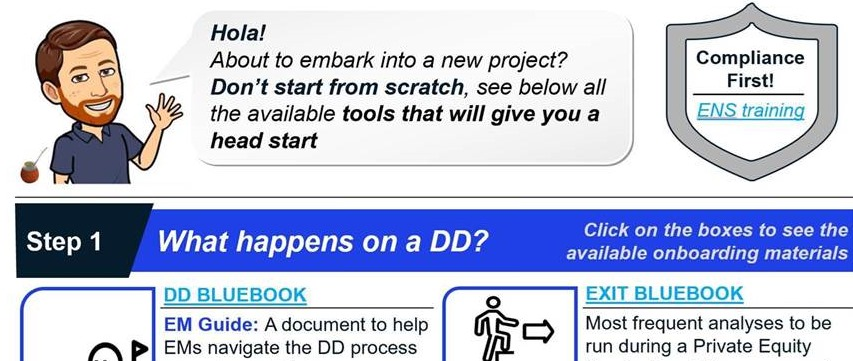 Hola!
About to embark into a new project?
Don't start from scratch, see below all
the available tools that will give you a
head start
Compliance
First!
ENS training
Step 1
What happens on a DD?
Click on the boxes to see the
available onboarding materials
DD BLUEBOOK
EM Guide: A document to help
EMs navigate the DD process
EXIT BLUEBOOK
Most frequent analyses to be
run during a Private Equity